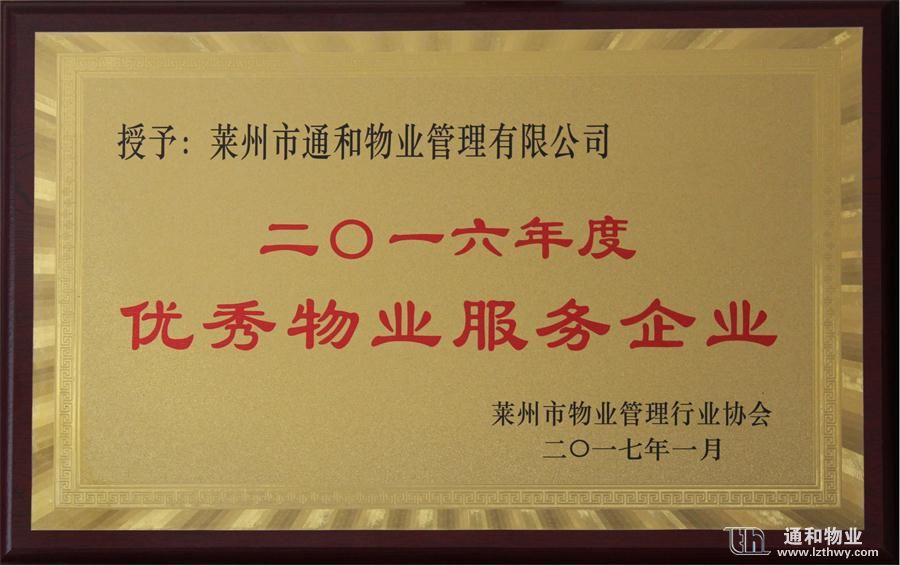 授予：莱州市通和物业管理有限公司
二〇一六年度
优秀物业服务企业
莱州市物业管理行业协会
二〇一七年一月
th 通和物业
www.lzthwy.com